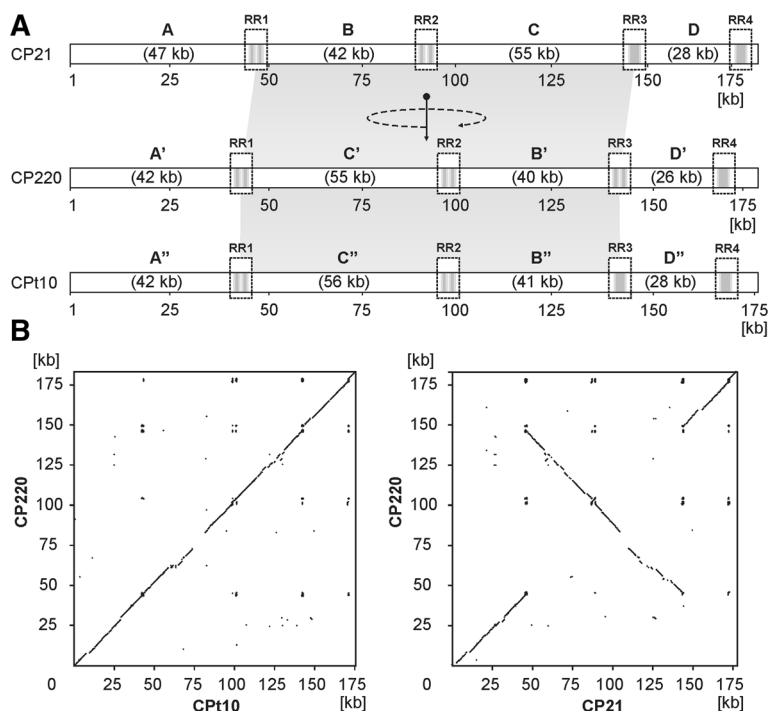 A
A B C D
RR1 RR2 RR3 RR4
CP21 (47 kb) (42 kb) (55 kb) (28 kb)
1 25 50 75 100 125 150 175
[kb]
A’ C’ B’ D’
RR1 RR2 RR3 RR4
CP220 (42 kb) (55 kb) (40 kb) (26 kb)
1 25 50 75 100 125 150 175
[kb]
A’’ C’’ B’’ D’’
RR1 RR2 RR3 RR4
CPt10 (42 kb) (56 kb) (41 kb) (28 kb)
1 25 50 75 100 125 150 175
[kb]
B
[kb]
175
150
125
100
75
50
25
0
CP220
25 50 75 100 125 150 175
CPt10 [kb]
[kb]
175
150
125
100
75
50
25
0
CP220
25 50 75 100 125 150 175
CP21 [kb]